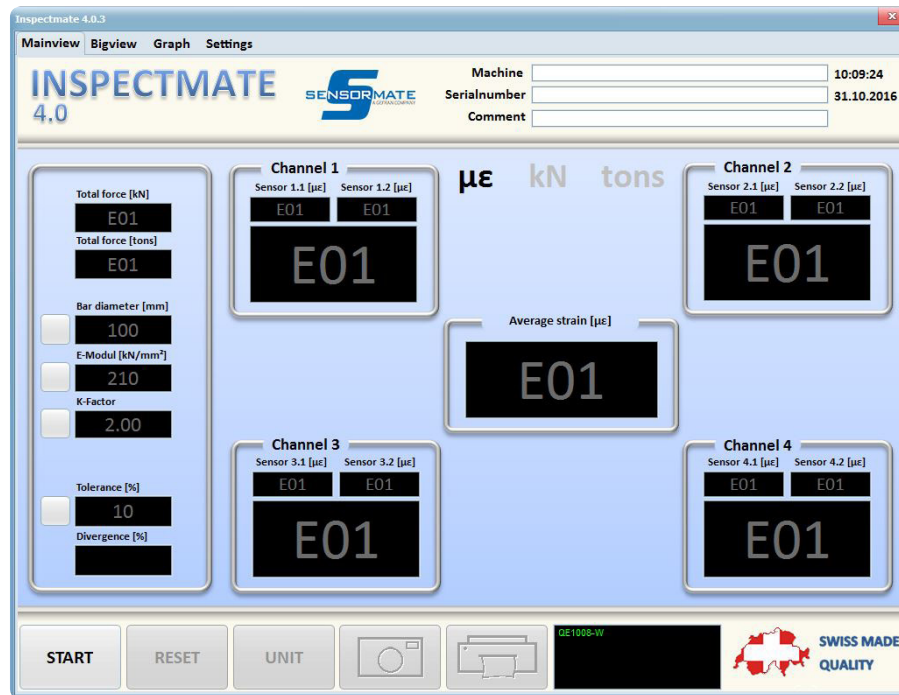 Inspectmate 4.0.3
Mainview Bigview Graph Settings
INSPECTMATE
4.0
SENSORMATE
A GEFRAN COMPANY
Machine
10:09:24
Serialnumber
31.10.2016
Comment
Total force [kN]
E01
Total force [tons]
E01
Bar diameter [mm]
100
E-Modul [kN/mm²]
210
K-Factor
2.00
Tolerance [%]
10
Divergence [%]
Channel 1
Sensor 1.1 [µε] Sensor 1.2 [µε]
E01 E01
E01
µε kN tons
Channel 2
Sensor 2.1 [µε] Sensor 2.2 [µε]
E01 E01
E01
Average strain [µε]
E01
Channel 3
Sensor 3.1 [µε] Sensor 3.2 [µε]
E01 E01
E01
Channel 4
Sensor 4.1 [µε] Sensor 4.2 [µε]
E01 E01
E01
START RESET UNIT
QE1008-W
SWISS MADE
QUALITY